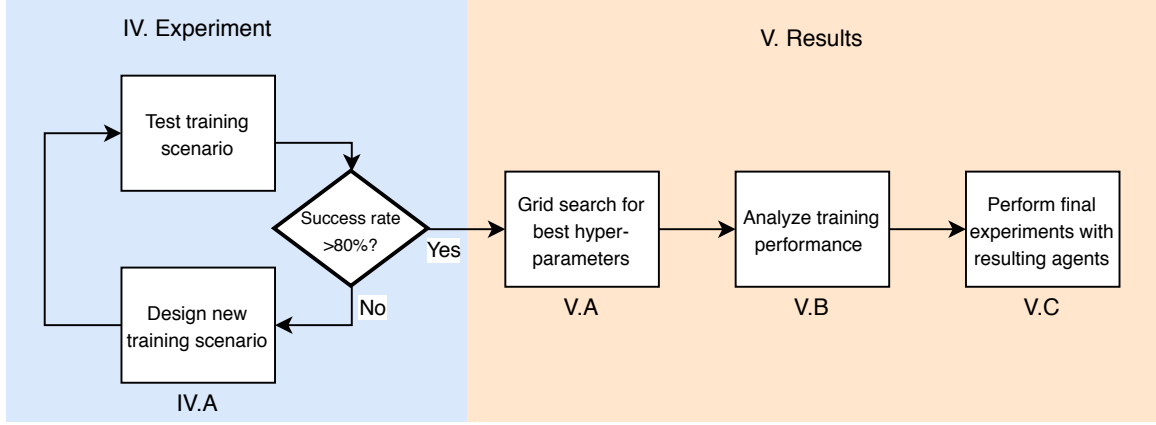 IV. Experiment
Test training
scenario
Success rate
>80%?
Yes
No
Design new
training scenario
IV.A
V. Results
Grid search for
best hyper-
parameters
V.A
Analyze training
performance
V.B
Perform final
experiments with
resulting agents
V.C